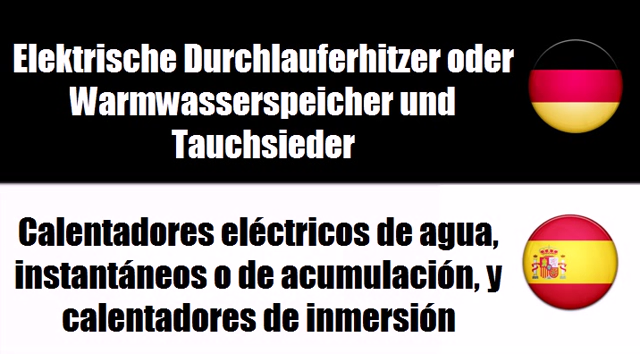 Elektrische Durchlauferhitzer oder
Warmwasserspeicher und
Tauchsieder
Calentadores eléctricos de agua,
instantáneos o de acumulación, y
calentadores de inmersión